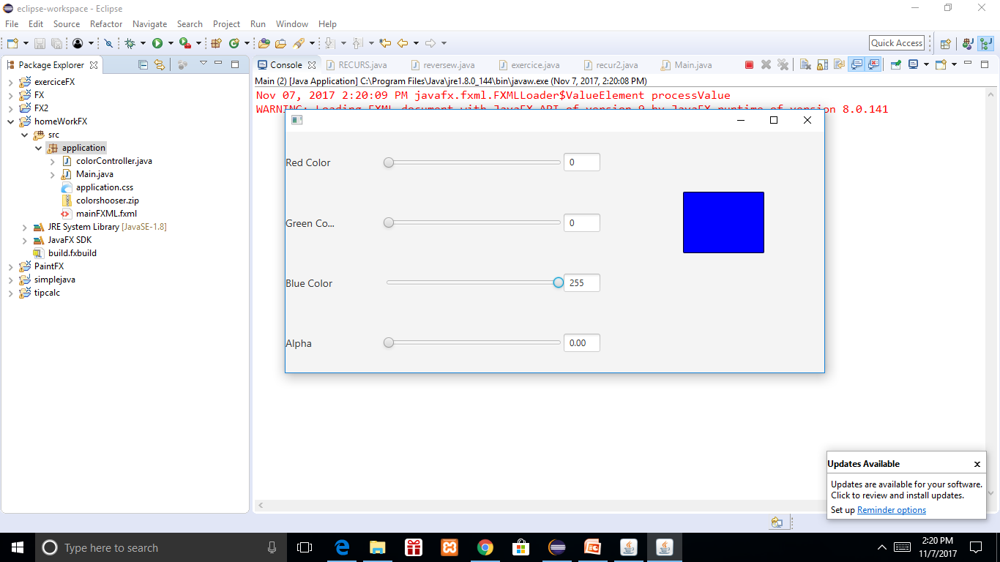 eclipse-workspace - Eclipse
File Edit Source Refactor Navigate Search Project Run Window Help
Quick Access
Package Explorer
Console RECURS.java reversew.java exercice.java recur2.java Main.java
Main (2) [Java Application] C:\Program Files\Java\jre1.8.0_144\bin\javaw.exe (Nov 7, 2017, 2:20:08 PM)
Nov 07, 2017 2:20:09 PM javafx.fxml.FXMLLoader$ValueElement processValue
WARNING: Loading FXML document with JavaFX API of version 9 by JavaFX runtime of version 8.0.141
exerciceFX
FX
FX2
homeWorkFX
src
application
colorController.java
Main.java
application.css
colorshooser.zip
mainFXML.fxml
JRE System Library [JavaSE-1.8]
JavaFX SDK
build.fxbuild
PaintFX
simplejava
tipcalc
Red Color 0
Green Co... 0
Blue Color 255
Alpha 0.00
Updates Available
Updates are available for your software.
Click to review and install updates.
Set up Reminder options
Type here to search
2:20 PM
11/7/2017